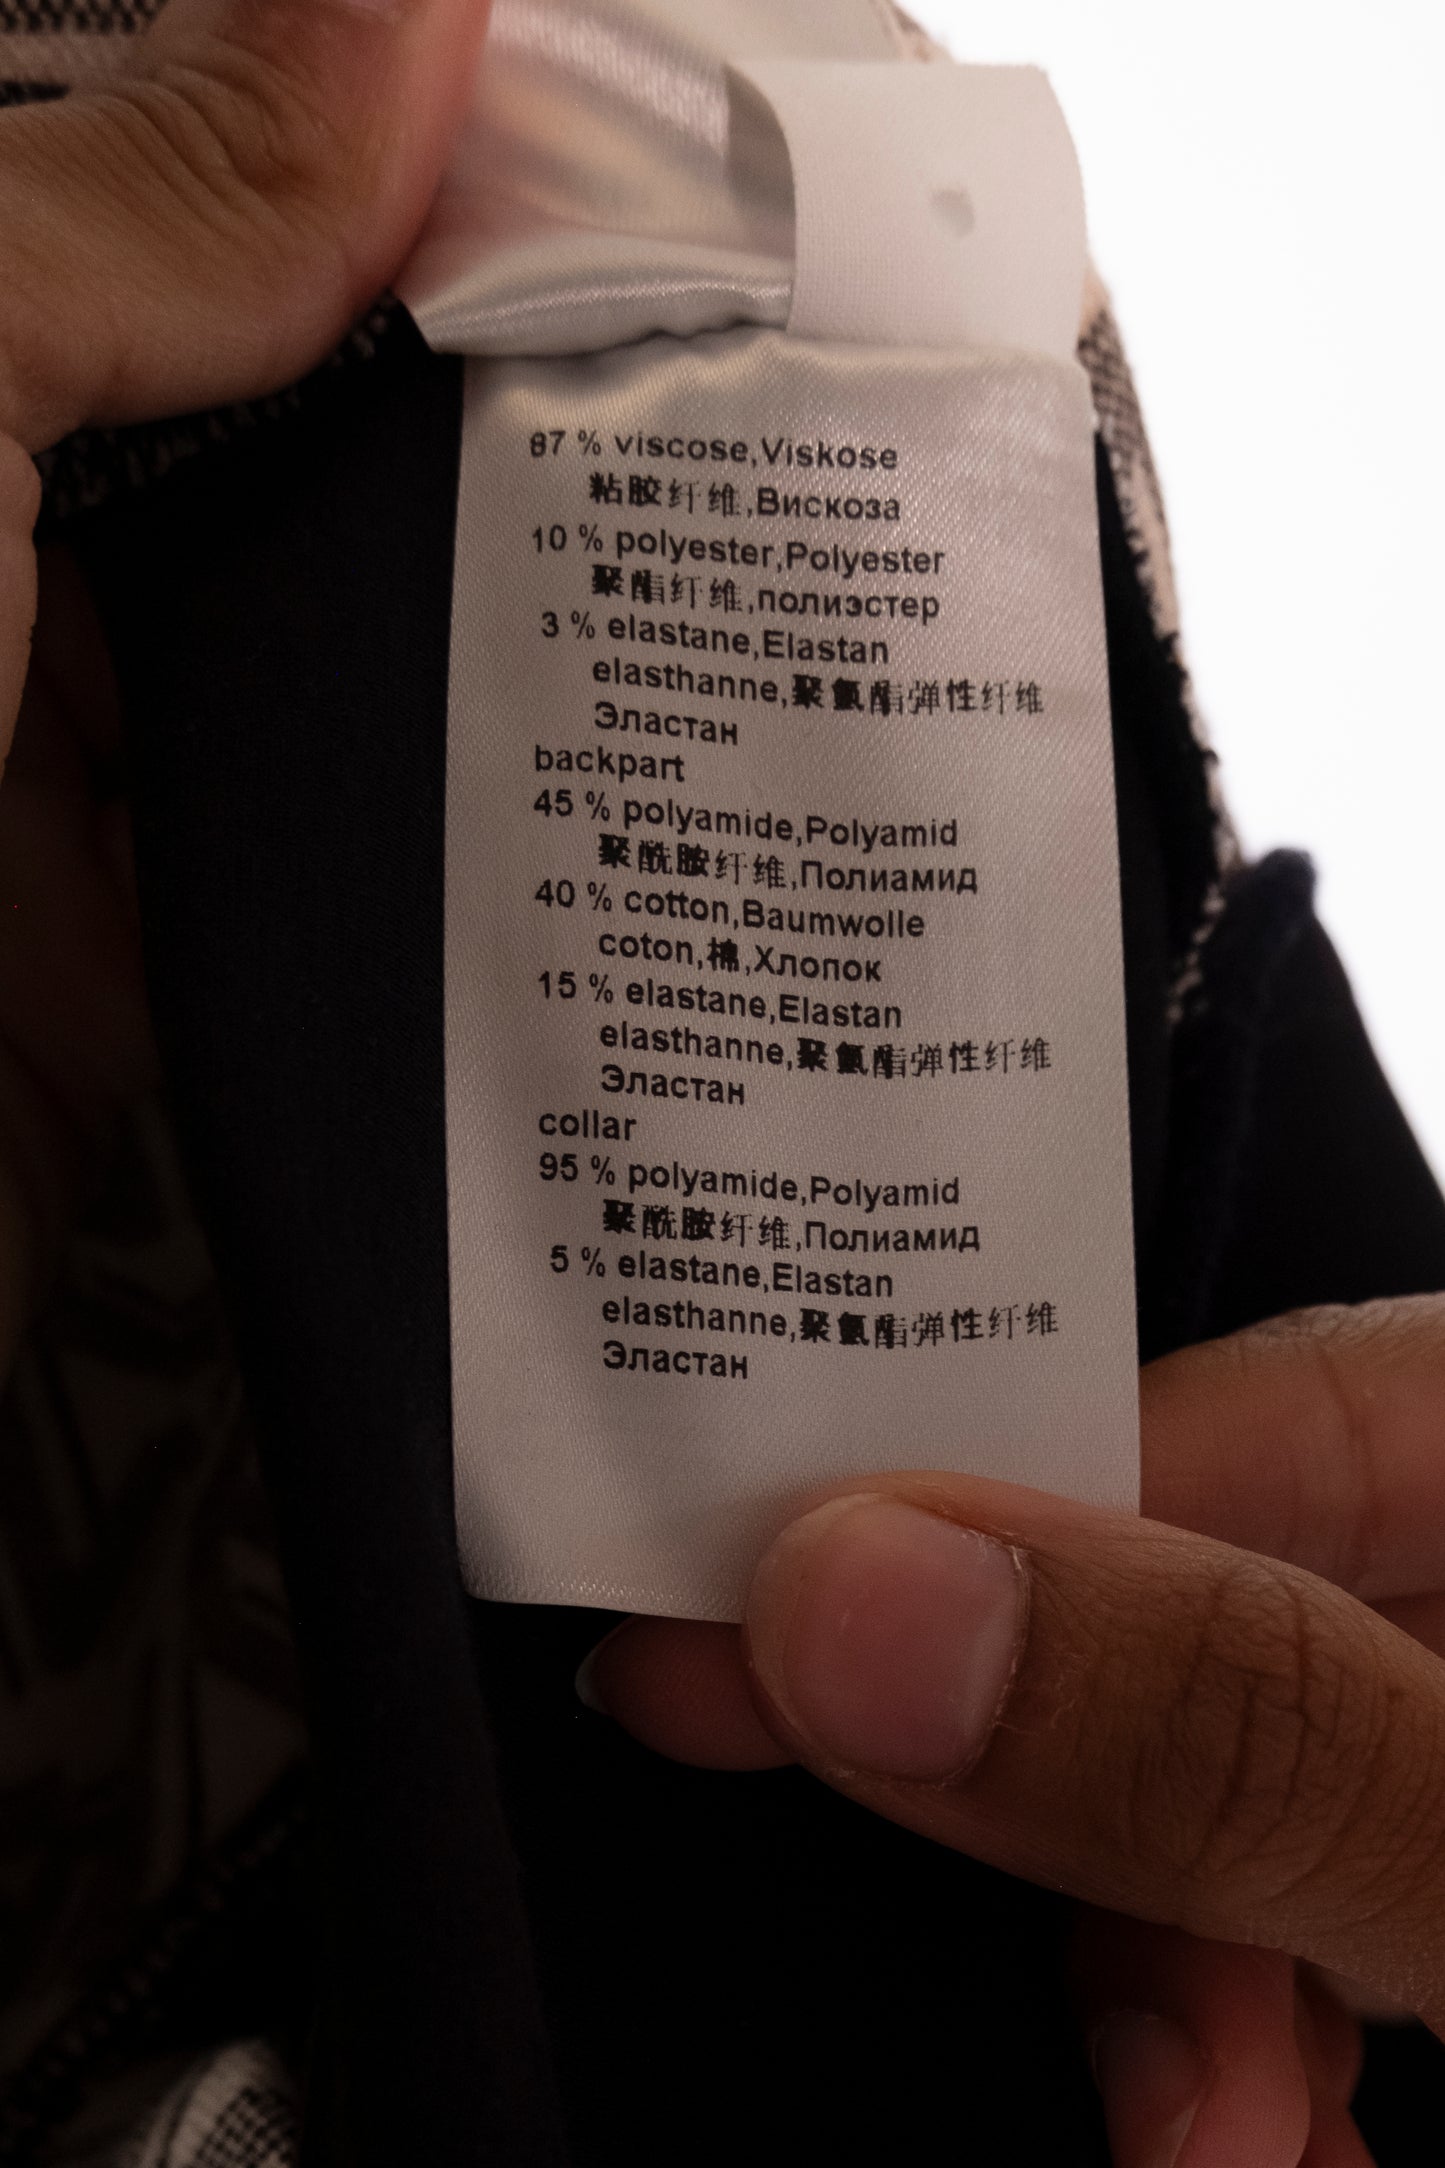 87 % viscose,Viskose
粘胶纤维,Вискоза
10 % polyester,Polyester
聚酯纤维,полиэстер
3 % elastane,Elastan
elasthanne,聚氨酯弹性纤维
Эластан
backpart
45 % polyamide,Polyamid
聚酰胺纤维,Полиамид
40 % cotton,Baumwolle
coton,棉,Хлопок
15 % elastane,Elastan
elasthanne,聚氨酯弹性纤维
Эластан
collar
95 % polyamide,Polyamid
聚酰胺纤维,Полиамид
5 % elastane,Elastan
elasthanne,聚氨酯弹性纤维
Эластан